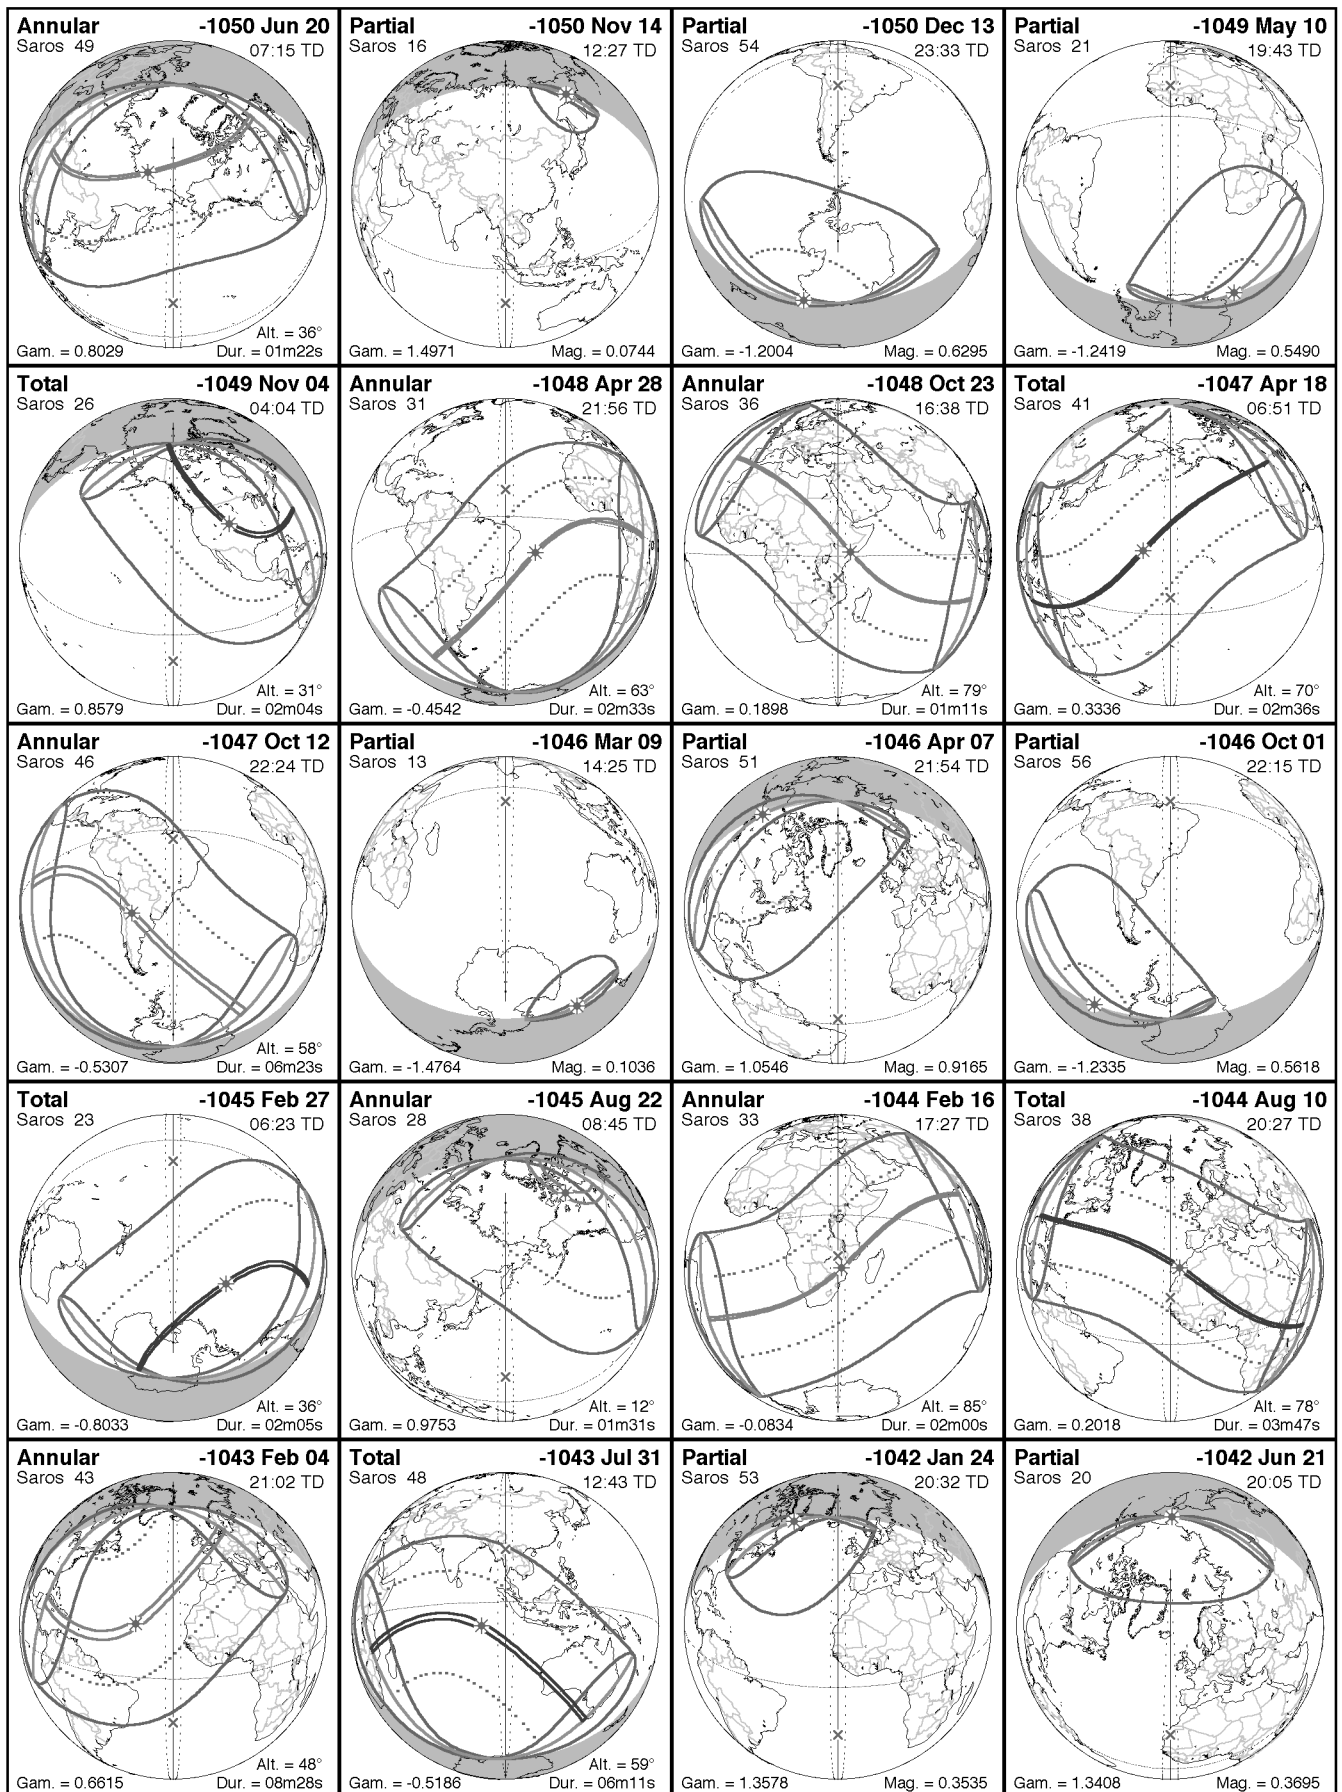 Annular -1050 Jun 20
Saros 49 07:15 TD
Alt. = 36°
Gam. = 0.8029 Dur. = 01m22s
Partial -1050 Nov 14
Saros 16 12:27 TD
Gam. = 1.4971 Mag. = 0.0744
Partial -1050 Dec 13
Saros 54 23:33 TD
Gam. = -1.2004 Mag. = 0.6295
Partial -1049 May 10
Saros 21 19:43 TD
Gam. = -1.2419 Mag. = 0.5490
Total -1049 Nov 04
Saros 26 04:04 TD
Alt. = 31°
Gam. = 0.8579 Dur. = 02m04s
Annular -1048 Apr 28
Saros 31 21:56 TD
Alt. = 63°
Gam. = -0.4542 Dur. = 02m33s
Annular -1048 Oct 23
Saros 36 16:38 TD
Alt. = 79°
Gam. = 0.1898 Dur. = 01m11s
Total -1047 Apr 18
Saros 41 06:51 TD
Alt. = 70°
Gam. = 0.3336 Dur. = 02m36s
Annular -1047 Oct 12
Saros 46 22:24 TD
Alt. = 58°
Gam. = -0.5307 Dur. = 06m23s
Partial -1046 Mar 09
Saros 13 14:25 TD
Gam. = -1.4764 Mag. = 0.1036
Partial -1046 Apr 07
Saros 51 21:54 TD
Gam. = 1.0546 Mag. = 0.9165
Partial -1046 Oct 01
Saros 56 22:15 TD
Gam. = -1.2335 Mag. = 0.5618
Total -1045 Feb 27
Saros 23 06:23 TD
Alt. = 36°
Gam. = -0.8033 Dur. = 02m05s
Annular -1045 Aug 22
Saros 28 08:45 TD
Alt. = 12°
Gam. = 0.9753 Dur. = 01m31s
Annular -1044 Feb 16
Saros 33 17:27 TD
Alt. = 85°
Gam. = -0.0834 Dur. = 02m00s
Total -1044 Aug 10
Saros 38 20:27 TD
Alt. = 78°
Gam. = 0.2018 Dur. = 03m47s
Annular -1043 Feb 04
Saros 43 21:02 TD
Alt. = 48°
Gam. = 0.6615 Dur. = 08m28s
Total -1043 Jul 31
Saros 48 12:43 TD
Alt. = 59°
Gam. = -0.5186 Dur. = 06m11s
Partial -1042 Jan 24
Saros 53 20:32 TD
Gam. = 1.3578 Mag. = 0.3535
Partial -1042 Jun 21
Saros 20 20:05 TD
Gam. = 1.3408 Mag. = 0.3695